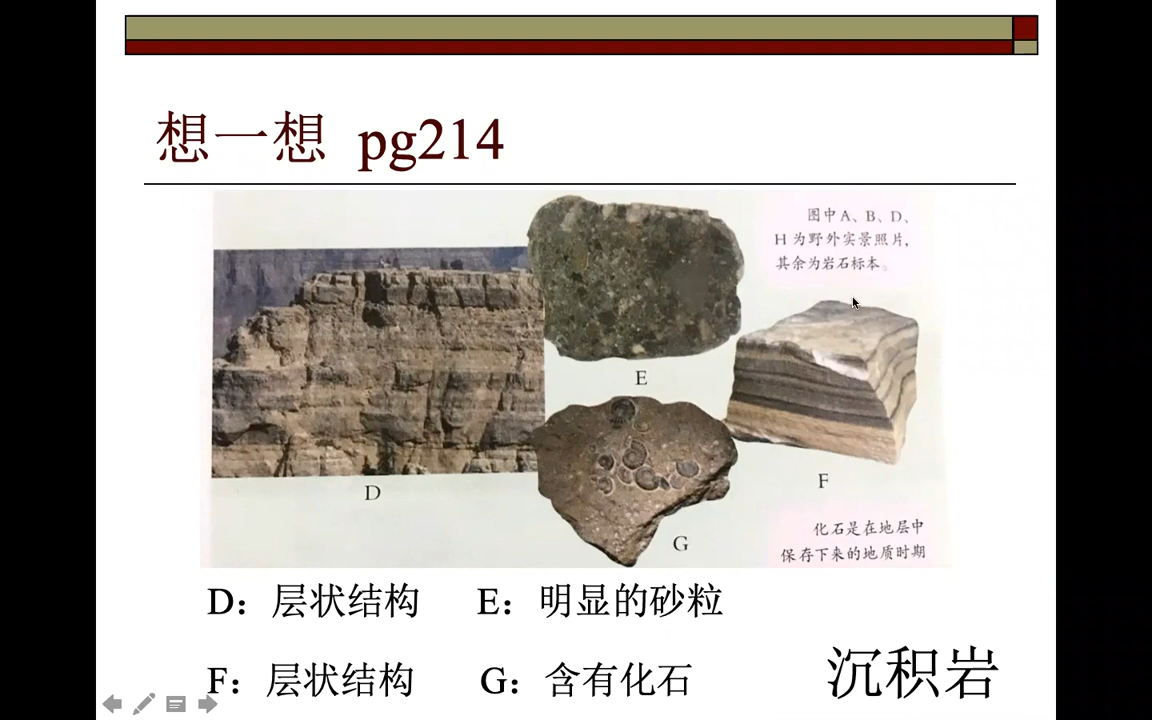 想一想 pg214
图中 A、B、D、
H 为野外实景照片，
其余为岩石标本。
E
F
D
G
化石是在地层中
保存下来的地质时期
D：层状结构 E：明显的砂粒
F：层状结构 G：含有化石
沉积岩